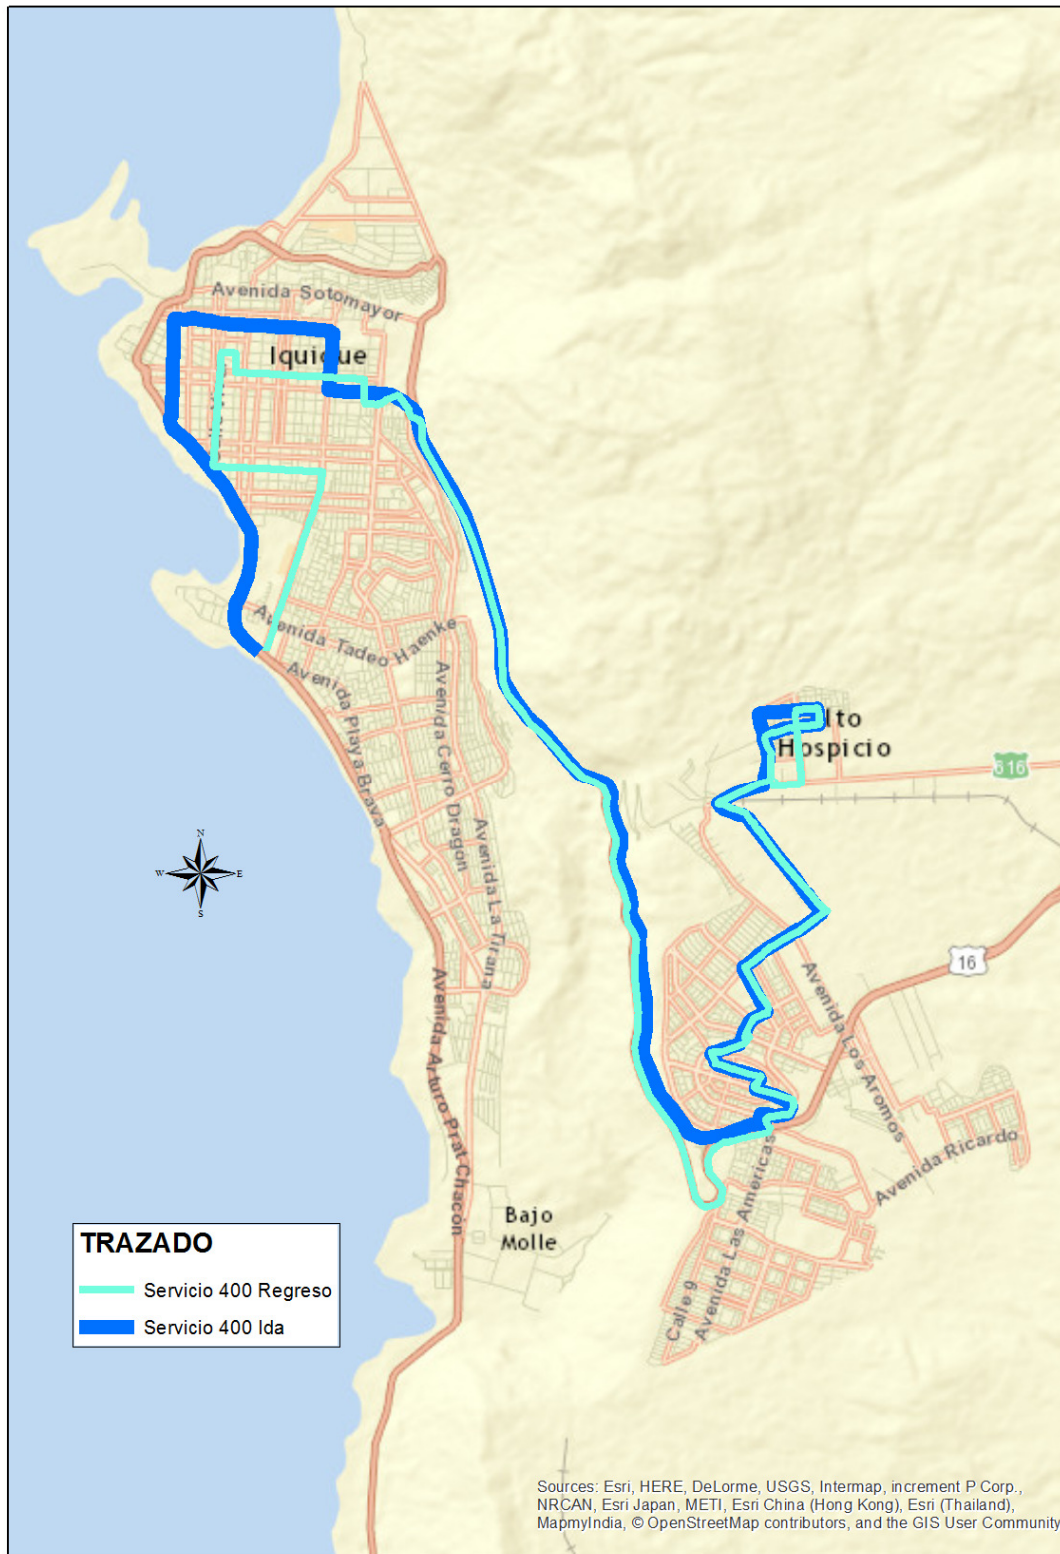 Avenida Sotomayor
Iquique
Avenida Tadeo Haenke
Avenida Playa Brava
Avenida Cerro Dragón
Avenida La Tirana
Alto
Hospicio
616
N
W
E
S
16
Avenida Los Aromos
Avenida Arturo Prat Chacón
Avenida Ricardo
Avenida Las Americas
Bajo
Molle
Calle 9
TRAZADO
Servicio 400 Regreso
Servicio 400 Ida
Sources: Esri, HERE, DeLorme, USGS, Intermap, increment P Corp.,
NRCAN, Esri Japan, METI, Esri China (Hong Kong), Esri (Thailand),
MapmyIndia, © OpenStreetMap contributors, and the GIS User Community